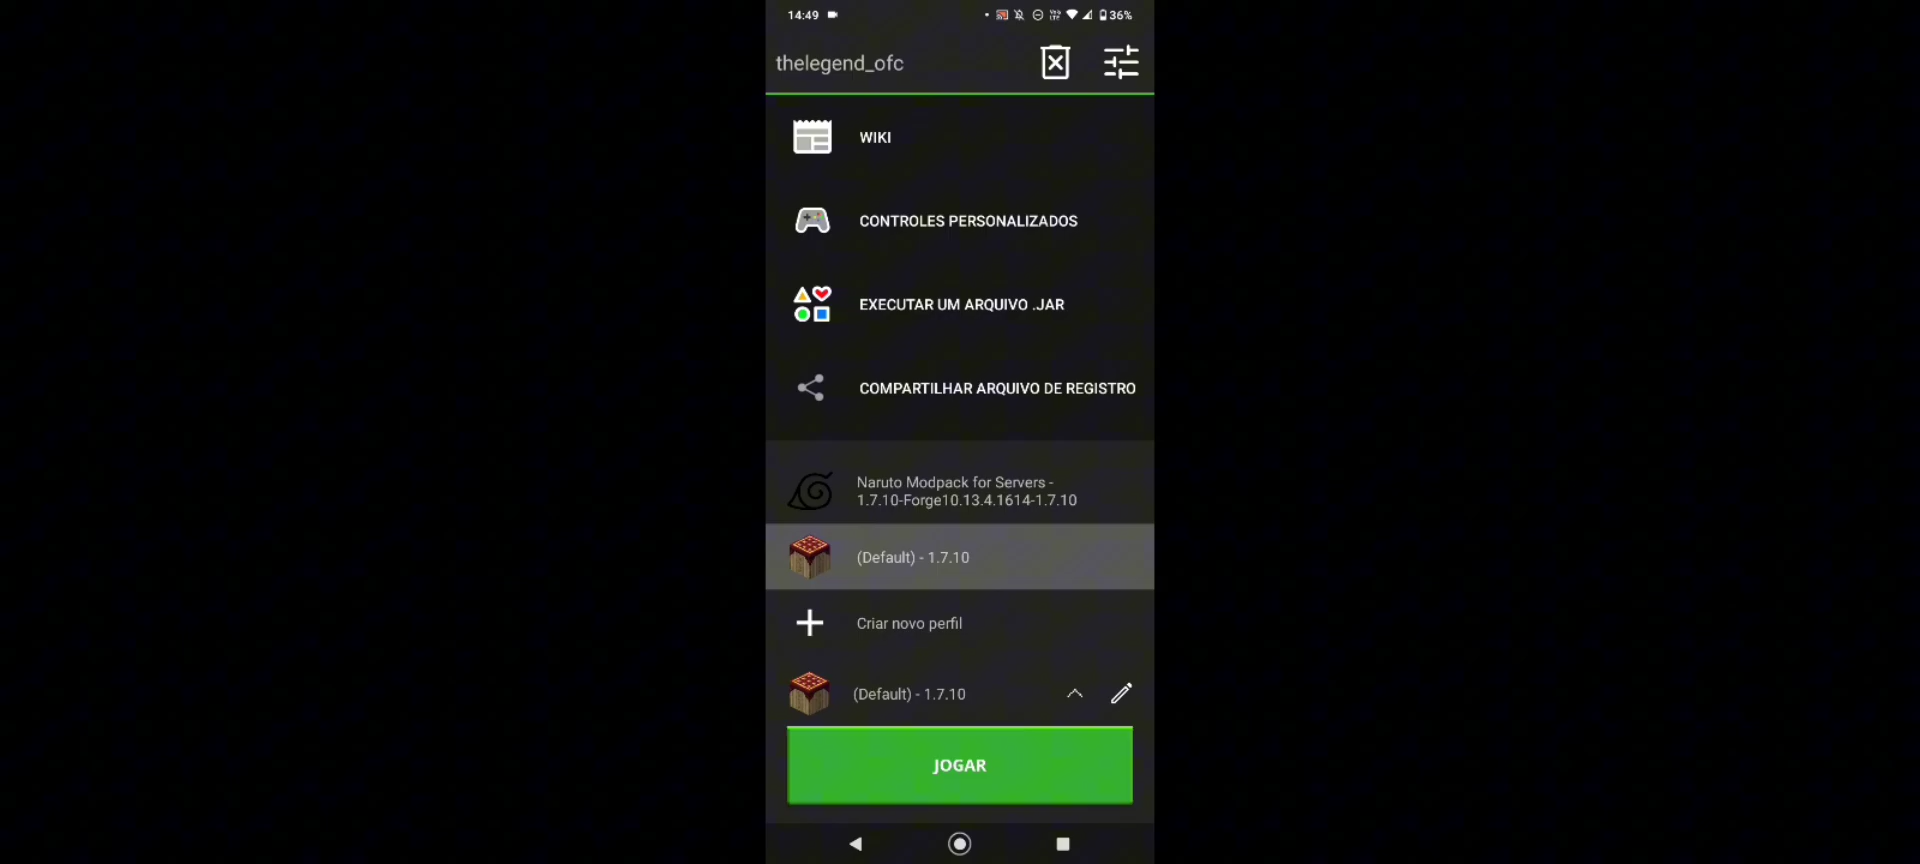 14:49
36%
thelegend_ofc
WIKI
CONTROLES PERSONALIZADOS
EXECUTAR UM ARQUIVO .JAR
COMPARTILHAR ARQUIVO DE REGISTRO
Naruto Modpack for Servers -
1.7.10-Forge10.13.4.1614-1.7.10
(Default) - 1.7.10
Criar novo perfil
(Default) - 1.7.10
JOGAR